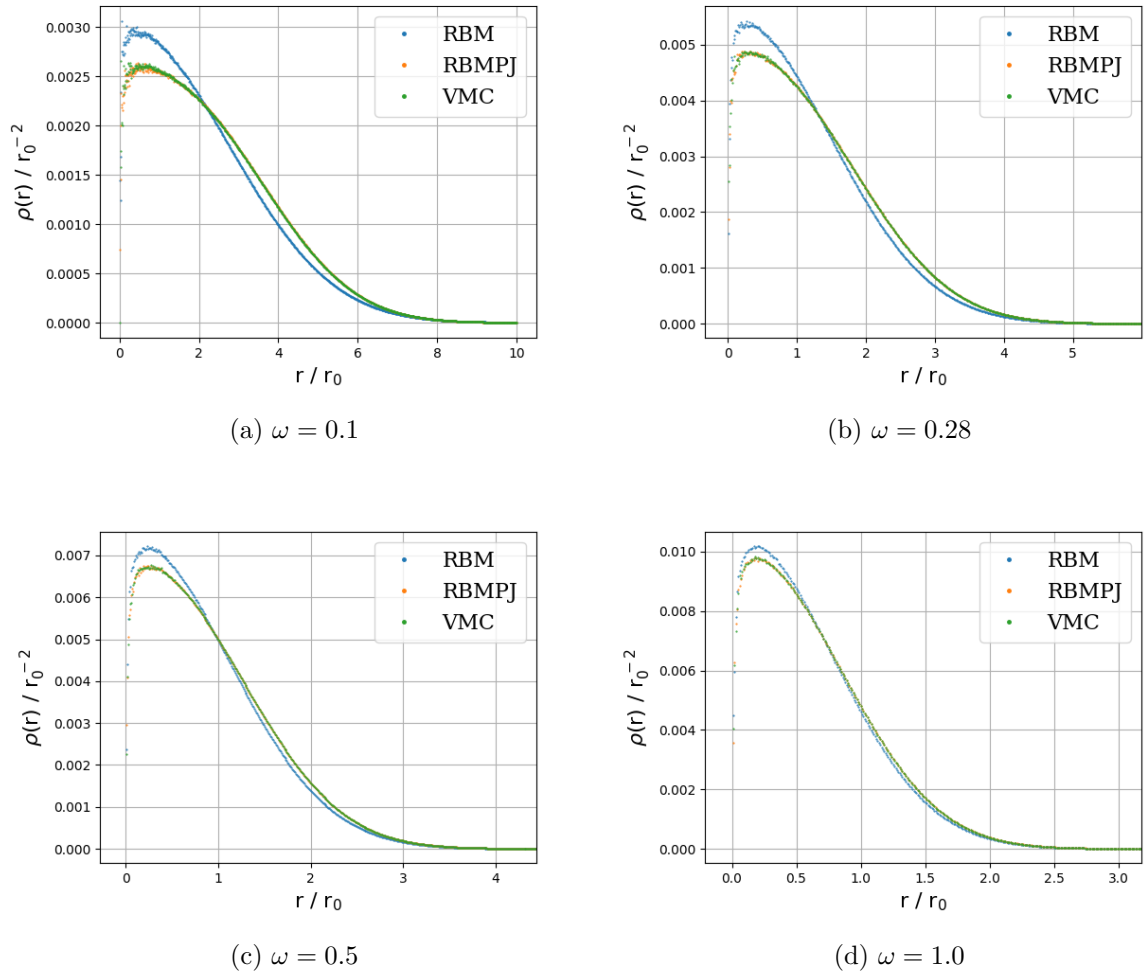 0.0030
0.0025
0.0020
0.0015
0.0010
0.0005
0.0000
ρ(r) / r₀⁻²
RBM
RBMPJ
VMC
0 2 4 6 8 10
r / r₀
(a) ω = 0.1
0.005
0.004
0.003
0.002
0.001
0.000
ρ(r) / r₀⁻²
RBM
RBMPJ
VMC
0 1 2 3 4 5
r / r₀
(b) ω = 0.28
0.007
0.006
0.005
0.004
0.003
0.002
0.001
0.000
ρ(r) / r₀⁻²
RBM
RBMPJ
VMC
0 1 2 3 4
r / r₀
(c) ω = 0.5
0.010
0.008
0.006
0.004
0.002
0.000
ρ(r) / r₀⁻²
RBM
RBMPJ
VMC
0.0 0.5 1.0 1.5 2.0 2.5 3.0
r / r₀
(d) ω = 1.0